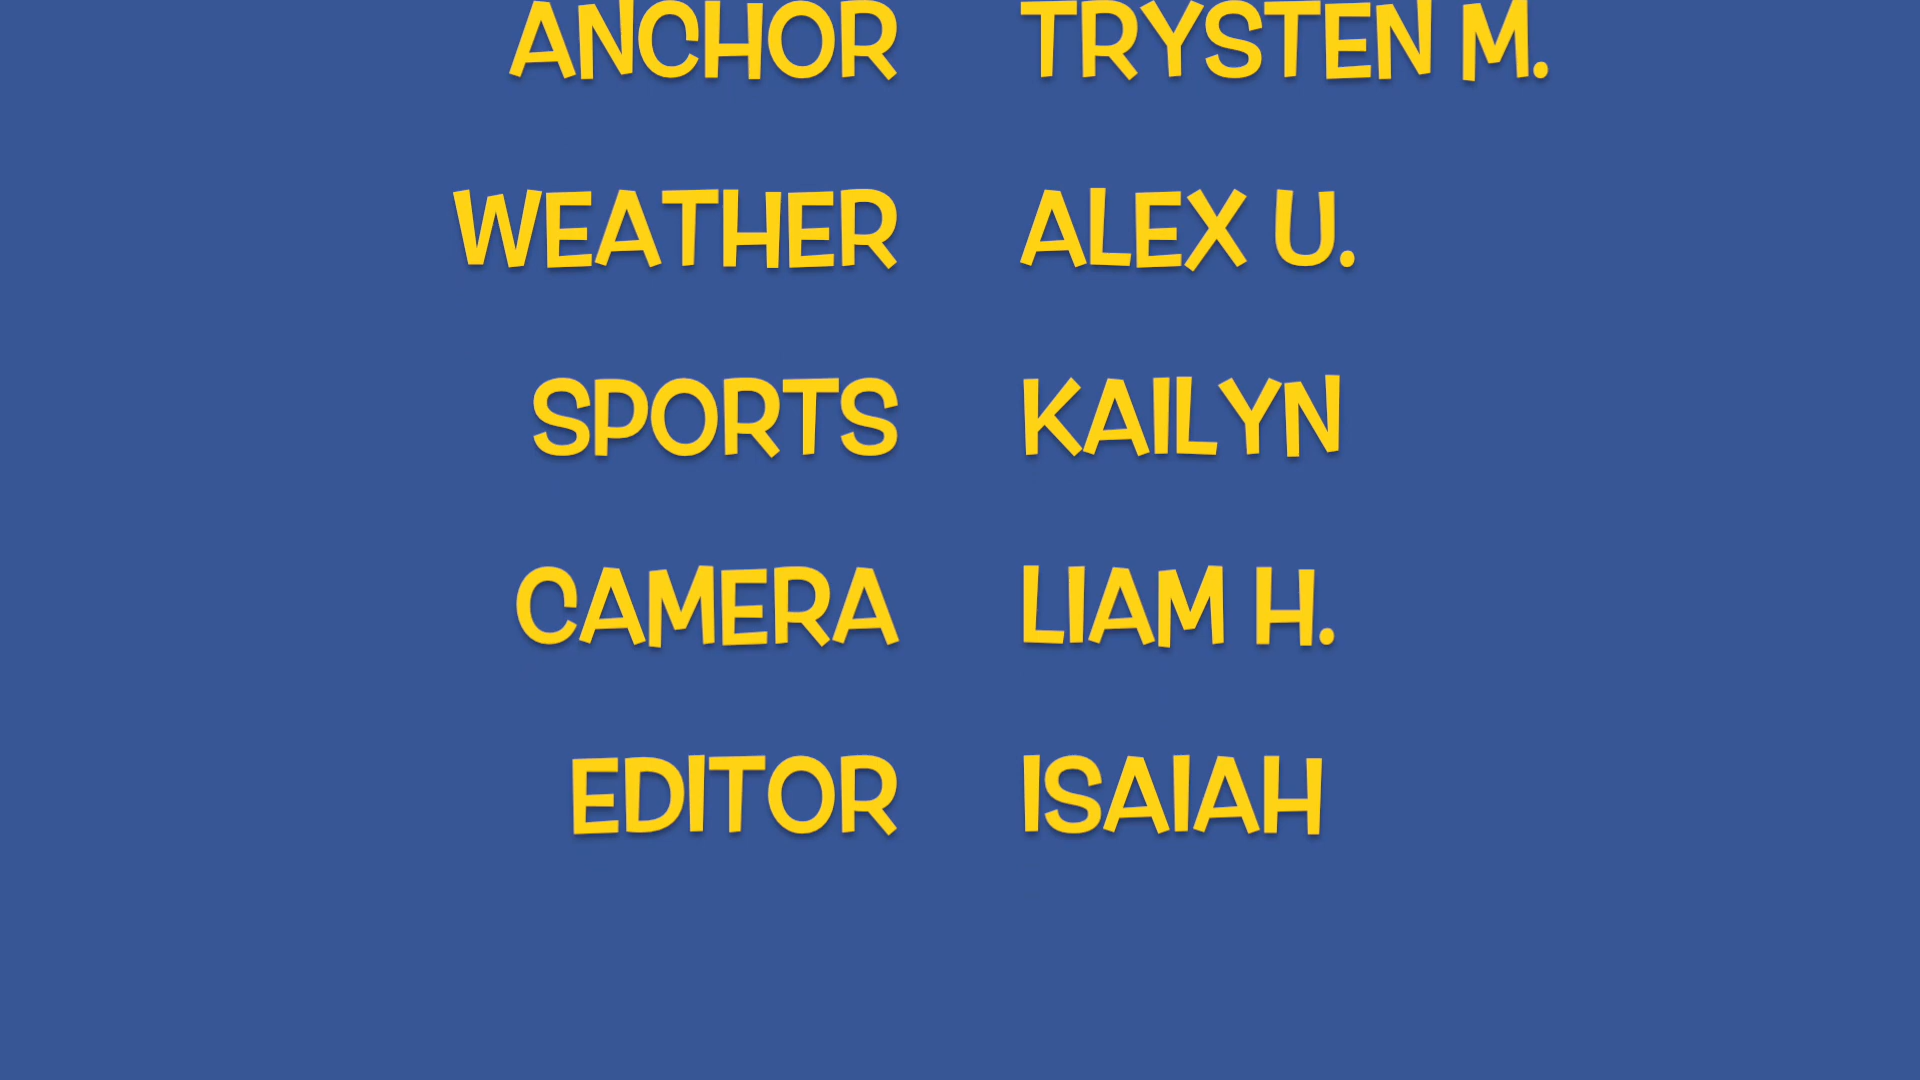 ANCHOR TRYSTEN M.
WEATHER ALEX U.
SPORTS KAILYN
CAMERA LIAM H.
EDITOR ISAIAH